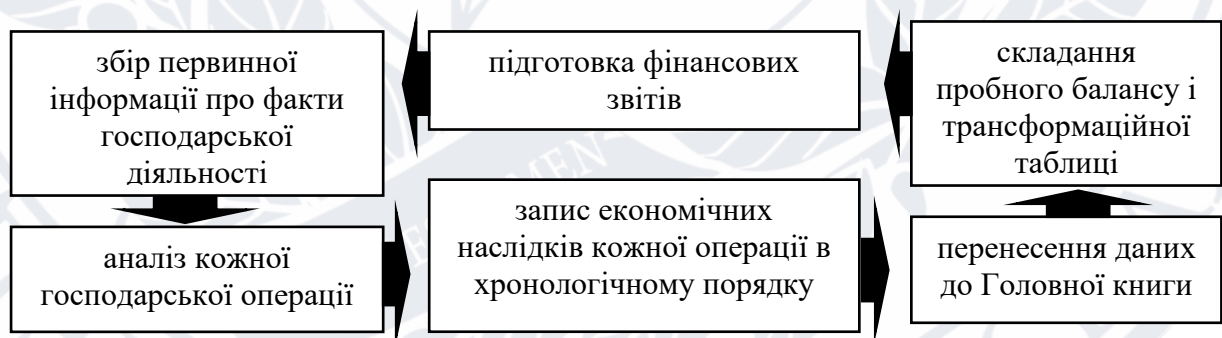 збір первинної
інформації про факти
господарської
діяльності
підготовка фінансових
звітів
складання
пробного балансу і
трансформаційної
таблиці
аналіз кожної
господарської операції
запис економічних
наслідків кожної операції в
хронологічному порядку
перенесення даних
до Головної книги